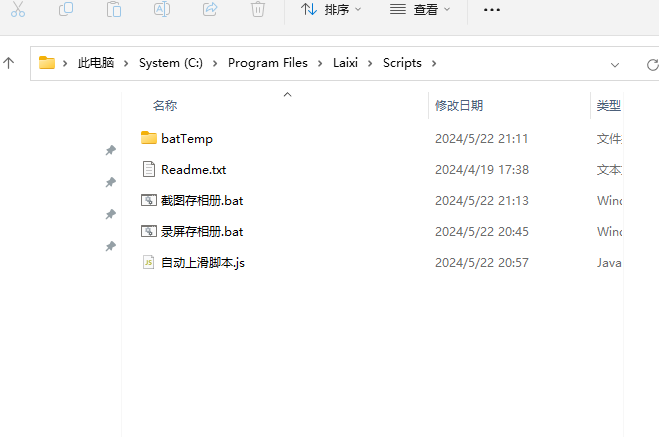 排序 查看
此电脑 System (C:) Program Files Laixi Scripts
名称 修改日期 类型
batTemp 2024/5/22 21:11 文件
Readme.txt 2024/4/19 17:38 文本
截图存相册.bat 2024/5/22 21:13 Winc
录屏存相册.bat 2024/5/22 20:45 Winc
自动上滑脚本.js 2024/5/22 20:57 Java
JS